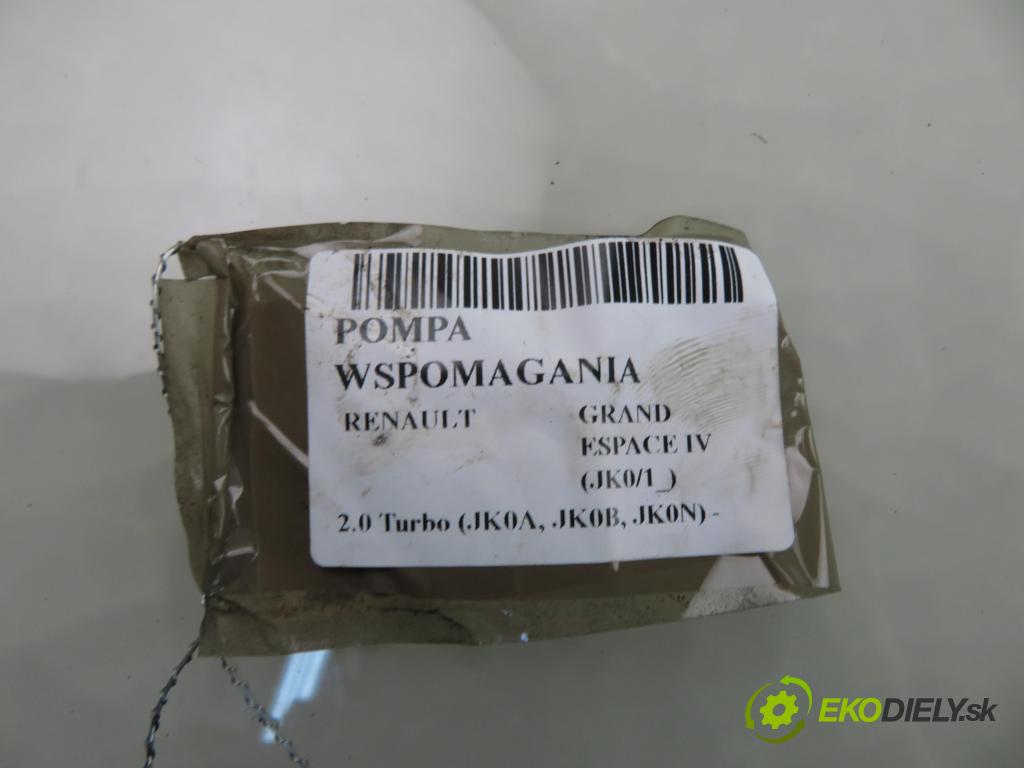 POMPA
WSPOMAGANIA
RENAULT GRAND
ESPACE IV
(JK0/1_)
2.0 Turbo (JK0A, JK0B, JK0N) -
EKODIELY.sk